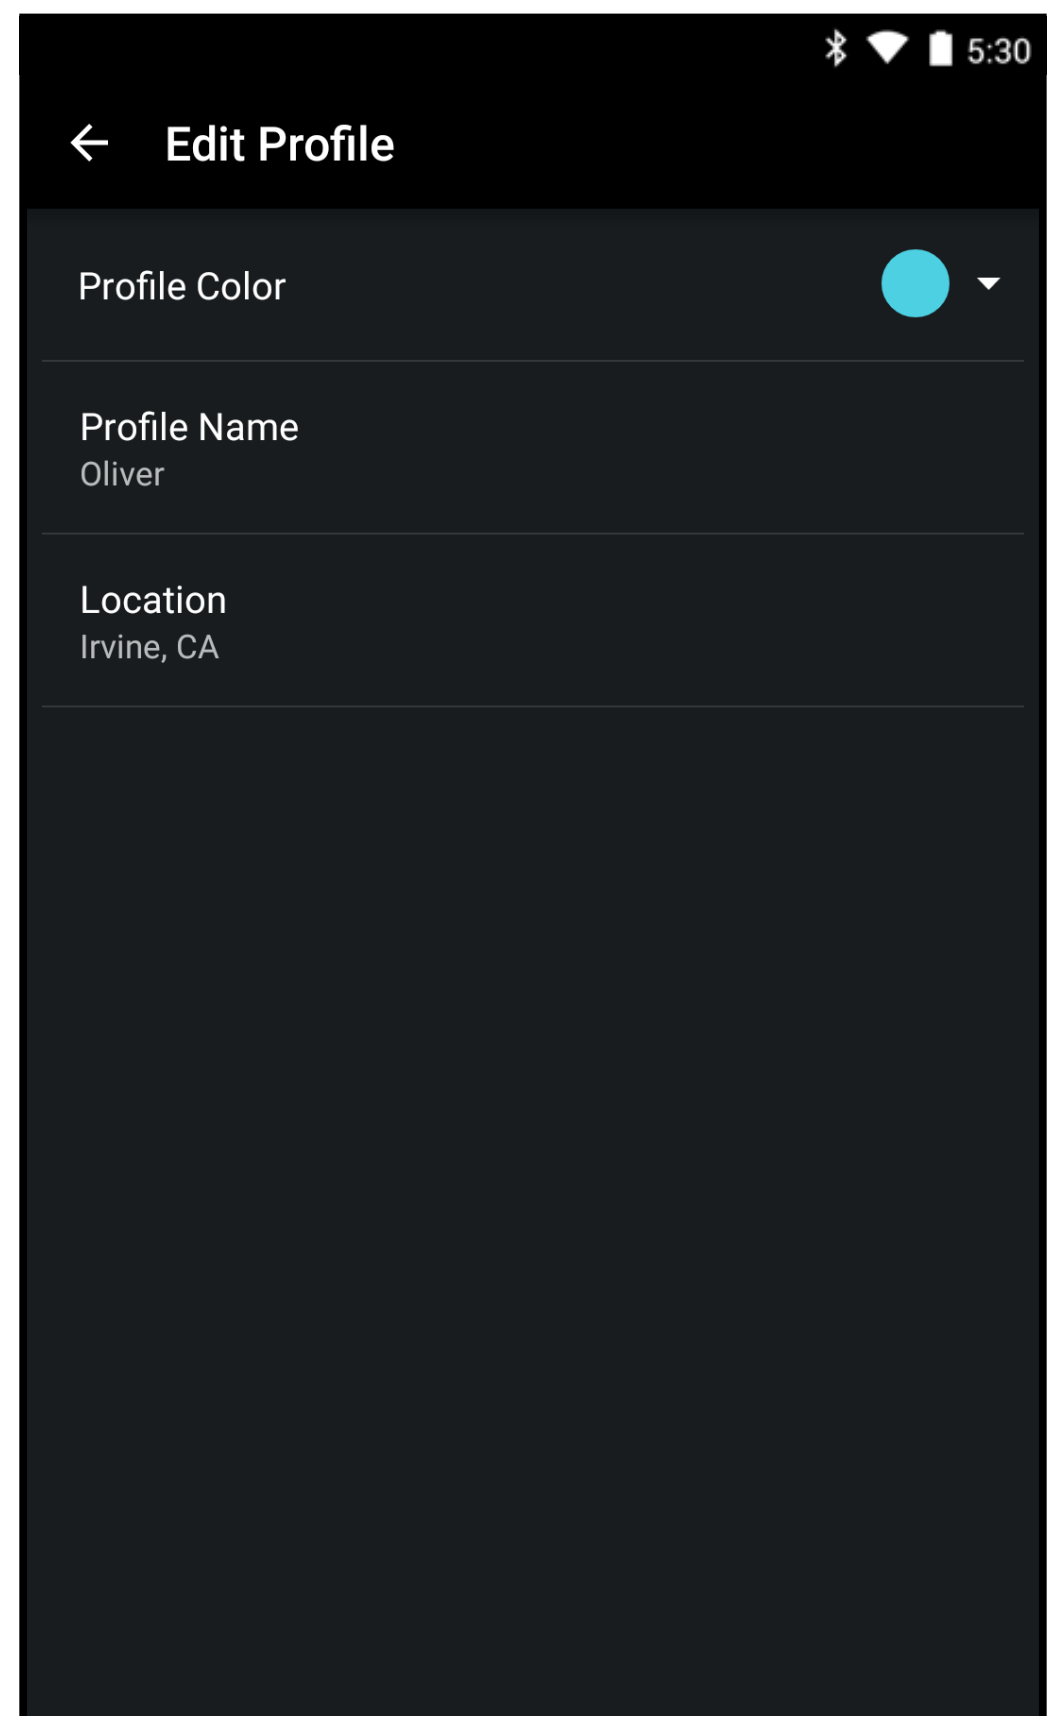 5:30
Edit Profile
Profile Color
Profile Name
Oliver
Location
Irvine, CA